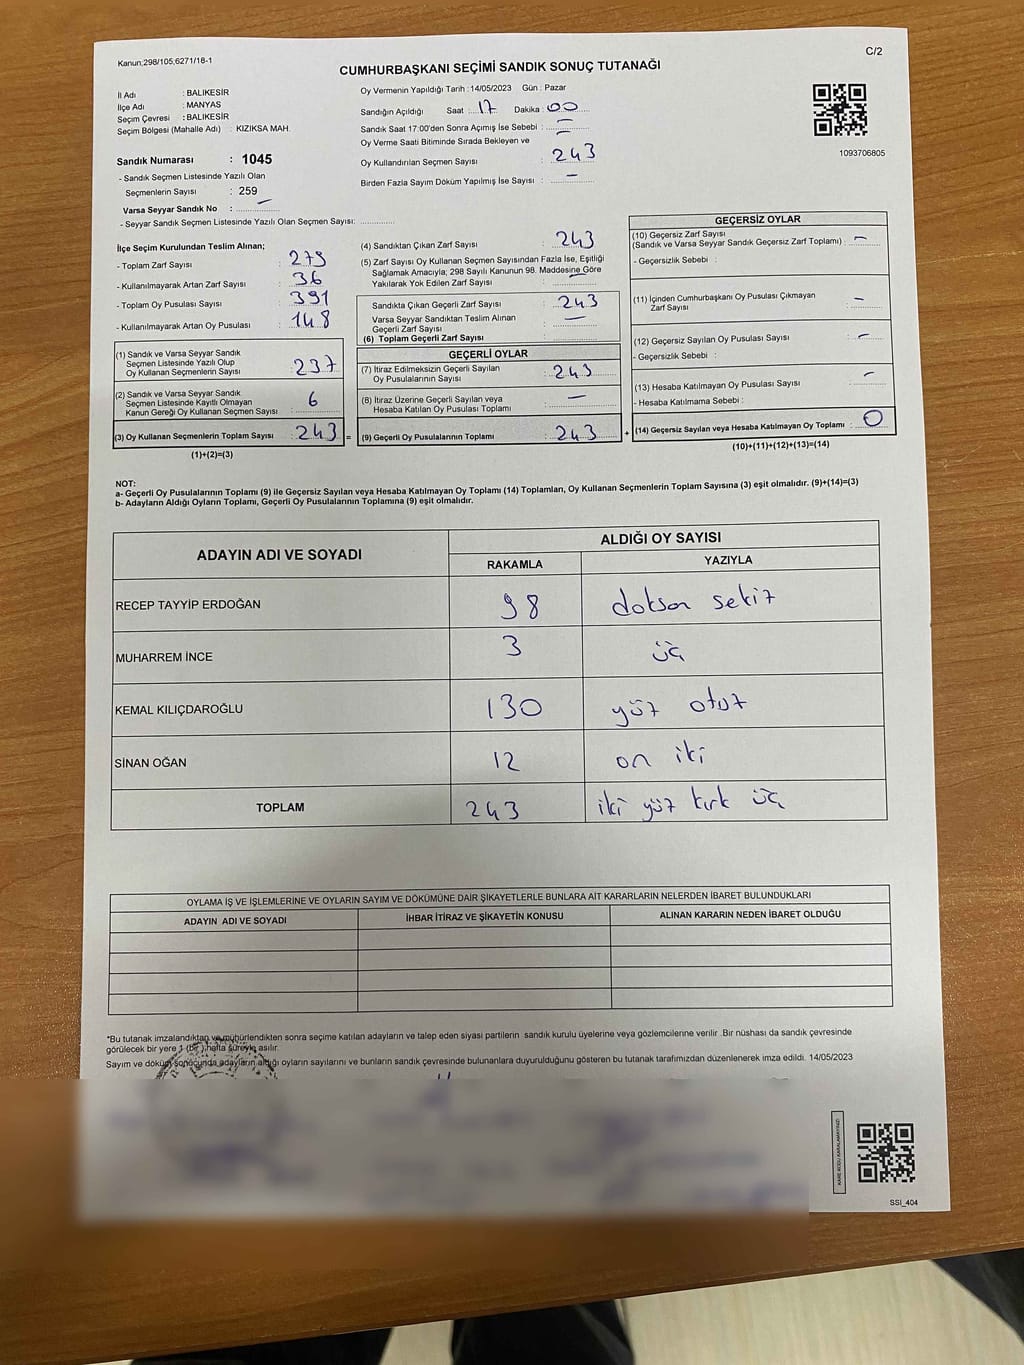 Kanun;298/105,6271/18-1
C/2
CUMHURBAŞKANI SEÇİMİ SANDIK SONUÇ TUTANAĞI
İl Adı : BALIKESİR
İlçe Adı : MANYAS
Seçim Çevresi : BALIKESİR
Seçim Bölgesi (Mahalle Adı) : KIZIKSA MAH.
Sandık Numarası : 1045
- Sandık Seçmen Listesinde Yazılı Olan
Seçmenlerin Sayısı : 259
Varsa Seyyar Sandık No : –
- Seyyar Sandık Seçmen Listesinde Yazılı Olan Seçmen Sayısı: ..............
Oy Vermenin Yapıldığı Tarih : 14/05/2023 Gün : Pazar
Sandığın Açıldığı Saat : 17 Dakika : 00
Sandık Saat 17:00'den Sonra Açımış İse Sebebi : –
Oy Verme Saati Bitiminde Sırada Bekleyen ve –
Oy Kullandırılan Seçmen Sayısı : 243
Birden Fazla Sayım Döküm Yapılmış İse Sayısı : –
1093706805
İlçe Seçim Kurulundan Teslim Alınan;
- Toplam Zarf Sayısı : 279
- Kullanılmayarak Artan Zarf Sayısı : 36
- Toplam Oy Pusulası Sayısı : 391
- Kullanılmayarak Artan Oy Pusulası : 148
(1) Sandık ve Varsa Seyyar Sandık
Seçmen Listesinde Yazılı Olup
Oy Kullanan Seçmenlerin Sayısı : 237
(2) Sandık ve Varsa Seyyar Sandık
Seçmen Listesinde Kayıtlı Olmayan
Kanun Gereği Oy Kullanan Seçmen Sayısı : 6
(3) Oy Kullanan Seçmenlerin Toplam Sayısı : 243 =
(1)+(2)=(3)
(4) Sandıktan Çıkan Zarf Sayısı : 243
(5) Zarf Sayısı Oy Kullanan Seçmen Sayısından Fazla İse, Eşitliği
Sağlamak Amacıyla; 298 Sayılı Kanunun 98. Maddesine Göre
Yakılarak Yok Edilen Zarf Sayısı : –
Sandıkta Çıkan Geçerli Zarf Sayısı : 243
Varsa Seyyar Sandıktan Teslim Alınan
Geçerli Zarf Sayısı : –
(6) Toplam Geçerli Zarf Sayısı :
GEÇERLİ OYLAR
(7) İtiraz Edilmeksizin Geçerli Sayılan
Oy Pusulalarının Sayısı : 243
(8) İtiraz Üzerine Geçerli Sayılan veya
Hesaba Katılan Oy Pusulası Toplamı : –
(9) Geçerli Oy Pusulalarının Toplamı : 243 +
GEÇERSİZ OYLAR
(10) Geçersiz Zarf Sayısı
(Sandık ve Varsa Seyyar Sandık Geçersiz Zarf Toplamı) : –
- Geçersizlik Sebebi :
(11) İçinden Cumhurbaşkanı Oy Pusulası Çıkmayan
Zarf Sayısı : –
(12) Geçersiz Sayılan Oy Pusulası Sayısı : –
- Geçersizlik Sebebi :
(13) Hesaba Katılmayan Oy Pusulası Sayısı : –
- Hesaba Katılmama Sebebi :
(14) Geçersiz Sayılan veya Hesaba Katılmayan Oy Toplamı : 0
(10)+(11)+(12)+(13)=(14)
NOT:
a- Geçerli Oy Pusulalarının Toplamı (9) ile Geçersiz Sayılan veya Hesaba Katılmayan Oy Toplamı (14) Toplamları, Oy Kullanan Seçmenlerin Toplam Sayısına (3) eşit olmalıdır. (9)+(14)=(3)
b- Adayların Aldığı Oyların Toplamı, Geçerli Oy Pusulalarının Toplamına (9) eşit olmalıdır.
ADAYIN ADI VE SOYADI
ALDIĞI OY SAYISI
RAKAMLA YAZIYLA
RECEP TAYYİP ERDOĞAN 98 doksan sekiz
MUHARREM İNCE 3 üç
KEMAL KILIÇDAROĞLU 130 yüz otuz
SİNAN OĞAN 12 on iki
TOPLAM 243 iki yüz kırk üç
OYLAMA İŞ VE İŞLEMLERİNE VE OYLARIN SAYIM VE DÖKÜMÜNE DAİR ŞİKAYETLERLE BUNLARA AİT KARARLARIN NELERDEN İBARET BULUNDUKLARI
ADAYIN ADI VE SOYADI İHBAR İTİRAZ VE ŞİKAYETİN KONUSU ALINAN KARARIN NEDEN İBARET OLDUĞU
*Bu tutanak imzalandıktan ve mühürlendikten sonra seçime katılan adayların ve talep eden siyasi partilerin sandık kurulu üyelerine veya gözlemcilerine verilir .Bir nüshası da sandık çevresinde
görülecek bir yere 1 (bir) hafta süreyle asılır.
Sayım ve döküm sonucunda adayların aldığı oyların sayılarını ve bunların sandık çevresinde bulunanlara duyurulduğunu gösteren bu tutanak tarafımızdan düzenlenerek imza edildi. 14/05/2023
KARE KODU KARALAMAYINIZ!
SSI_404